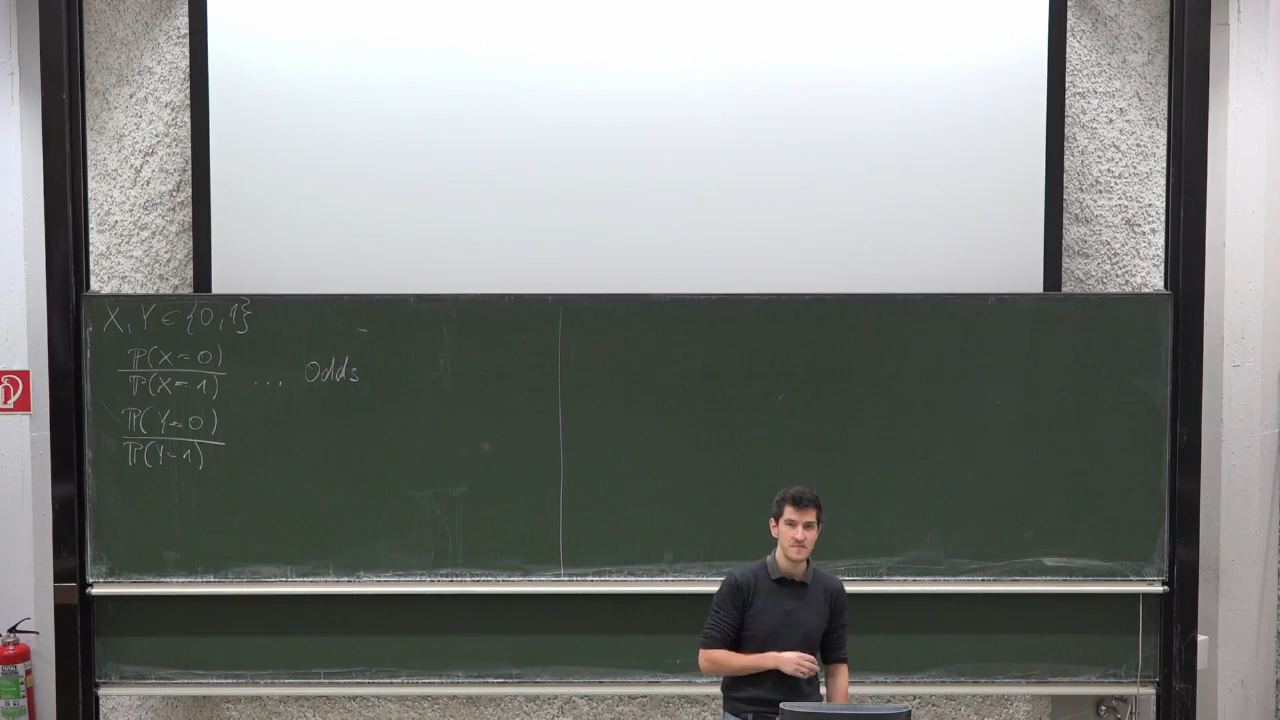 X, Y ∈ {0, 1}
P(X = 0)
P(X = 1) ... Odds
P(Y = 0)
P(Y = 1)